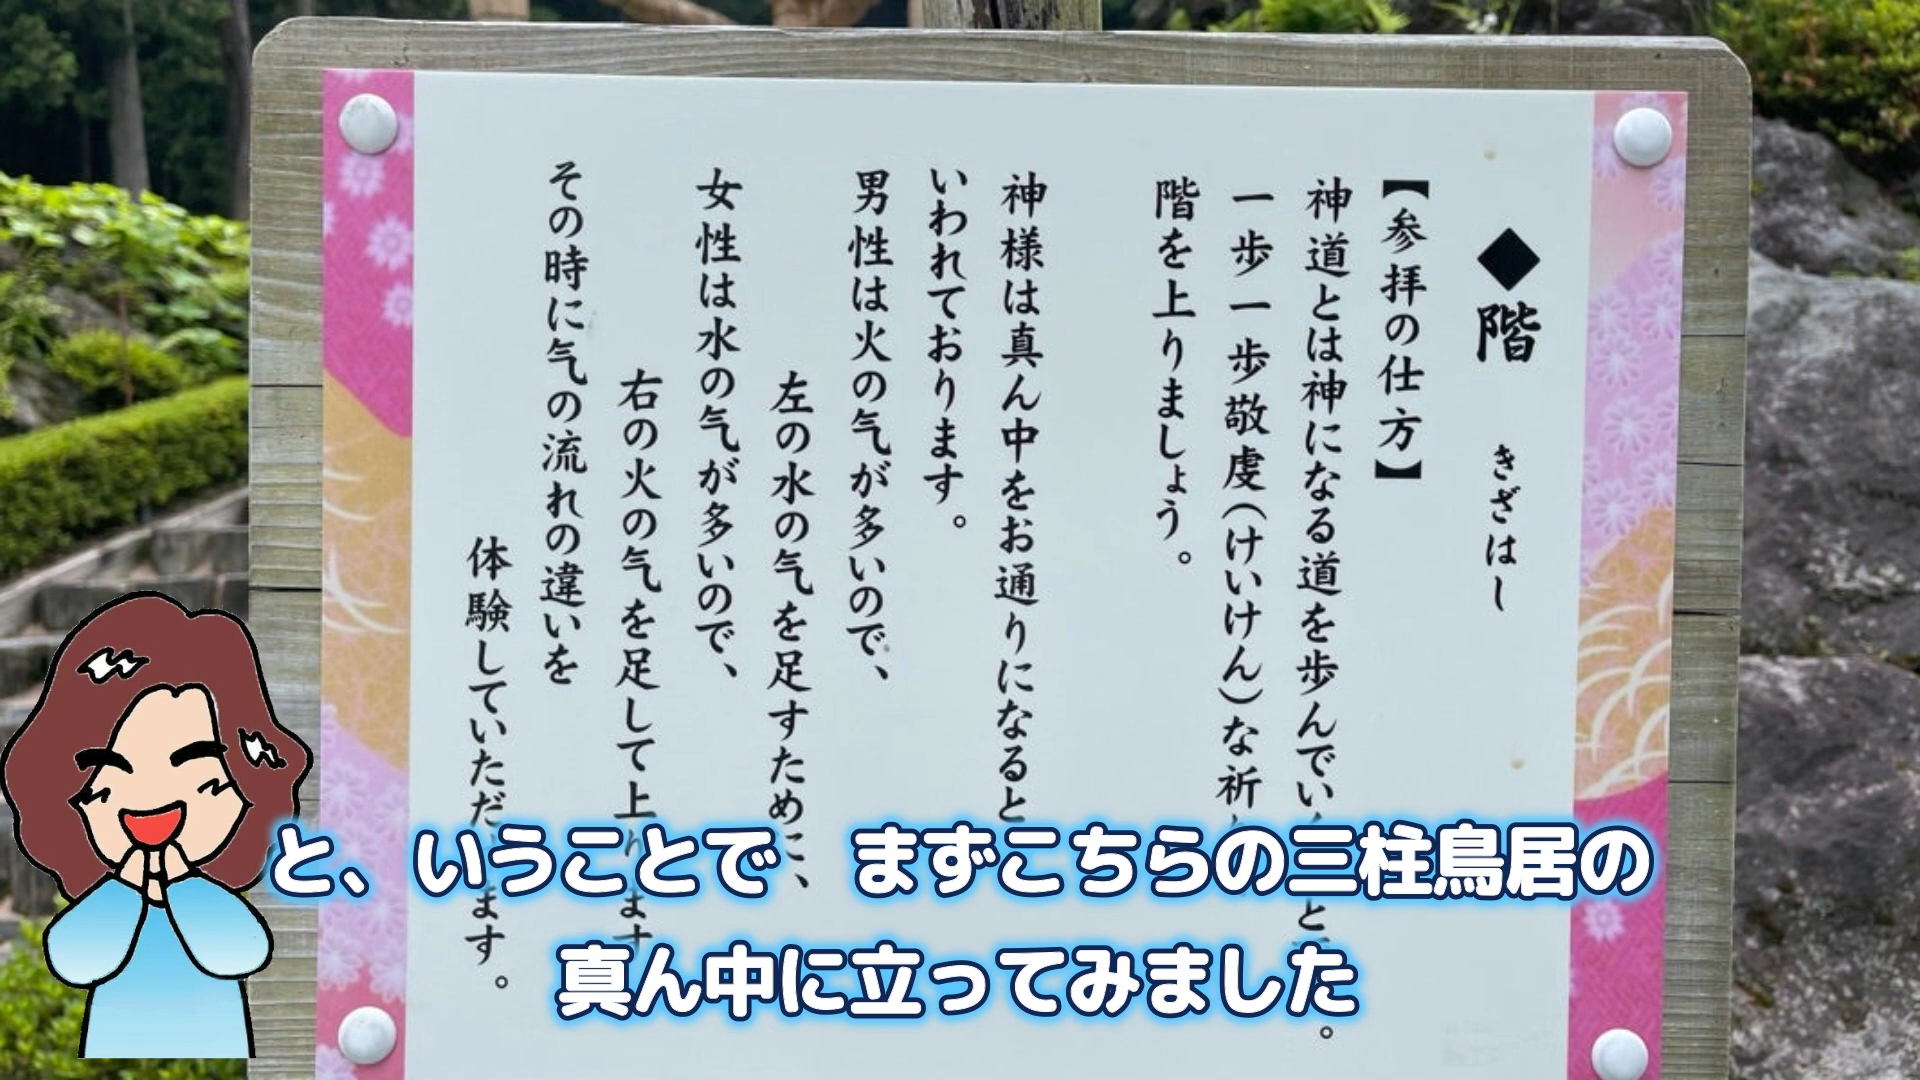 ◆階 きざはし
【参拝の仕方】
神道とは神になる道を歩んでい
一歩一歩敬虔(けいけん)な祈
階を上りましょう。
神様は真ん中をお通りになると
いわれております。
男性は火の気が多いので、
左の水の気を足すために、
女性は水の気が多いので、
右の火の気を足して上ります
その時に气の流れの違いを
体験していただ ます。
と、いうことで まずこちらの三柱鳥居の
真ん中に立ってみました